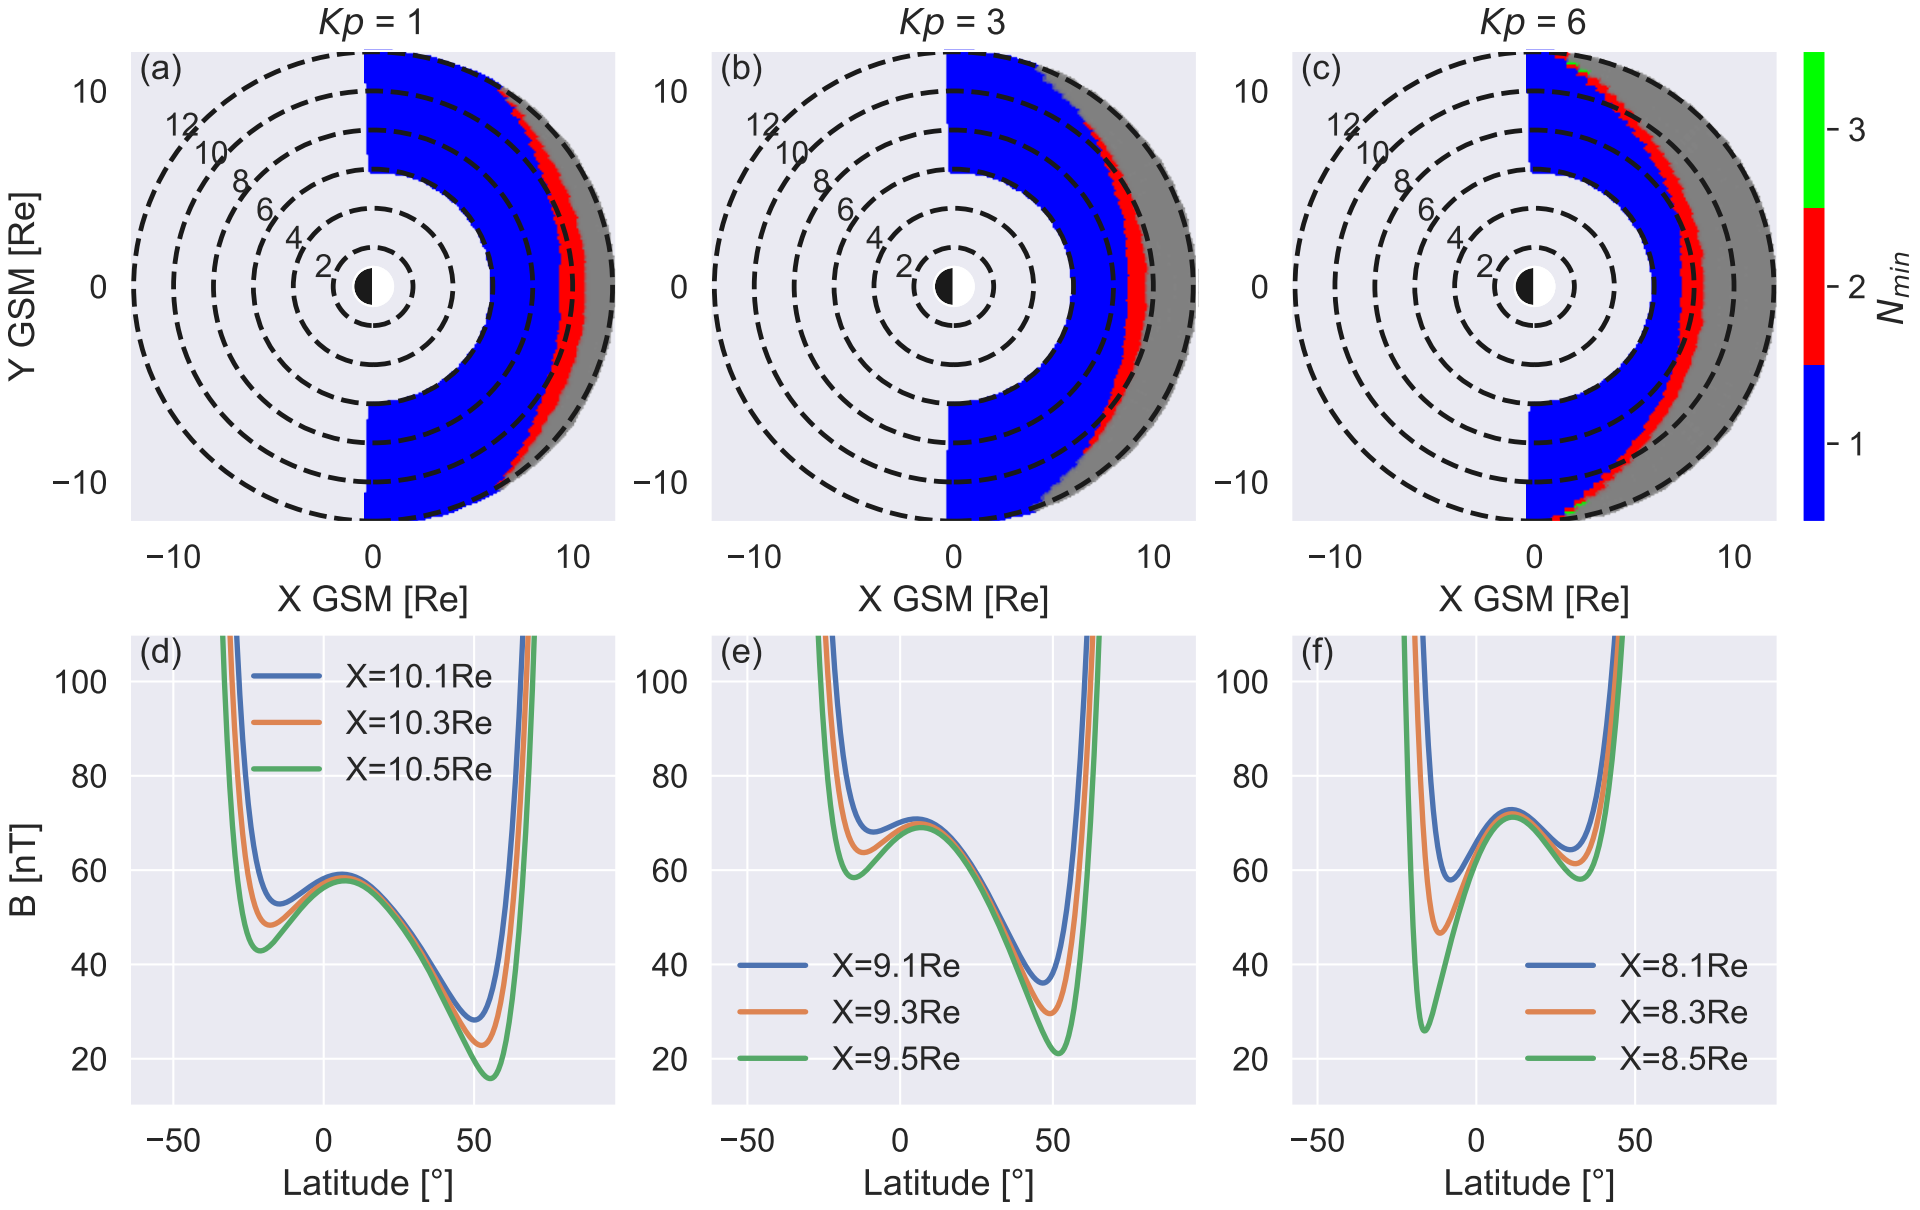 Kp = 1
Kp = 3
Kp = 6
(a)
(b)
(c)
Y GSM [Re]
10
0
−10
12
10
8
6
4
2
−10
0
10
X GSM [Re]
10
0
−10
12
10
8
6
4
2
−10
0
10
X GSM [Re]
10
0
−10
12
10
8
6
4
2
−10
0
10
X GSM [Re]
3
2
1
N_min
(d)
X=10.1Re
X=10.3Re
X=10.5Re
B [nT]
100
80
60
40
20
−50
0
50
Latitude [°]
(e)
100
80
60
40
20
X=9.1Re
X=9.3Re
X=9.5Re
−50
0
50
Latitude [°]
(f)
100
80
60
40
20
X=8.1Re
X=8.3Re
X=8.5Re
−50
0
50
Latitude [°]